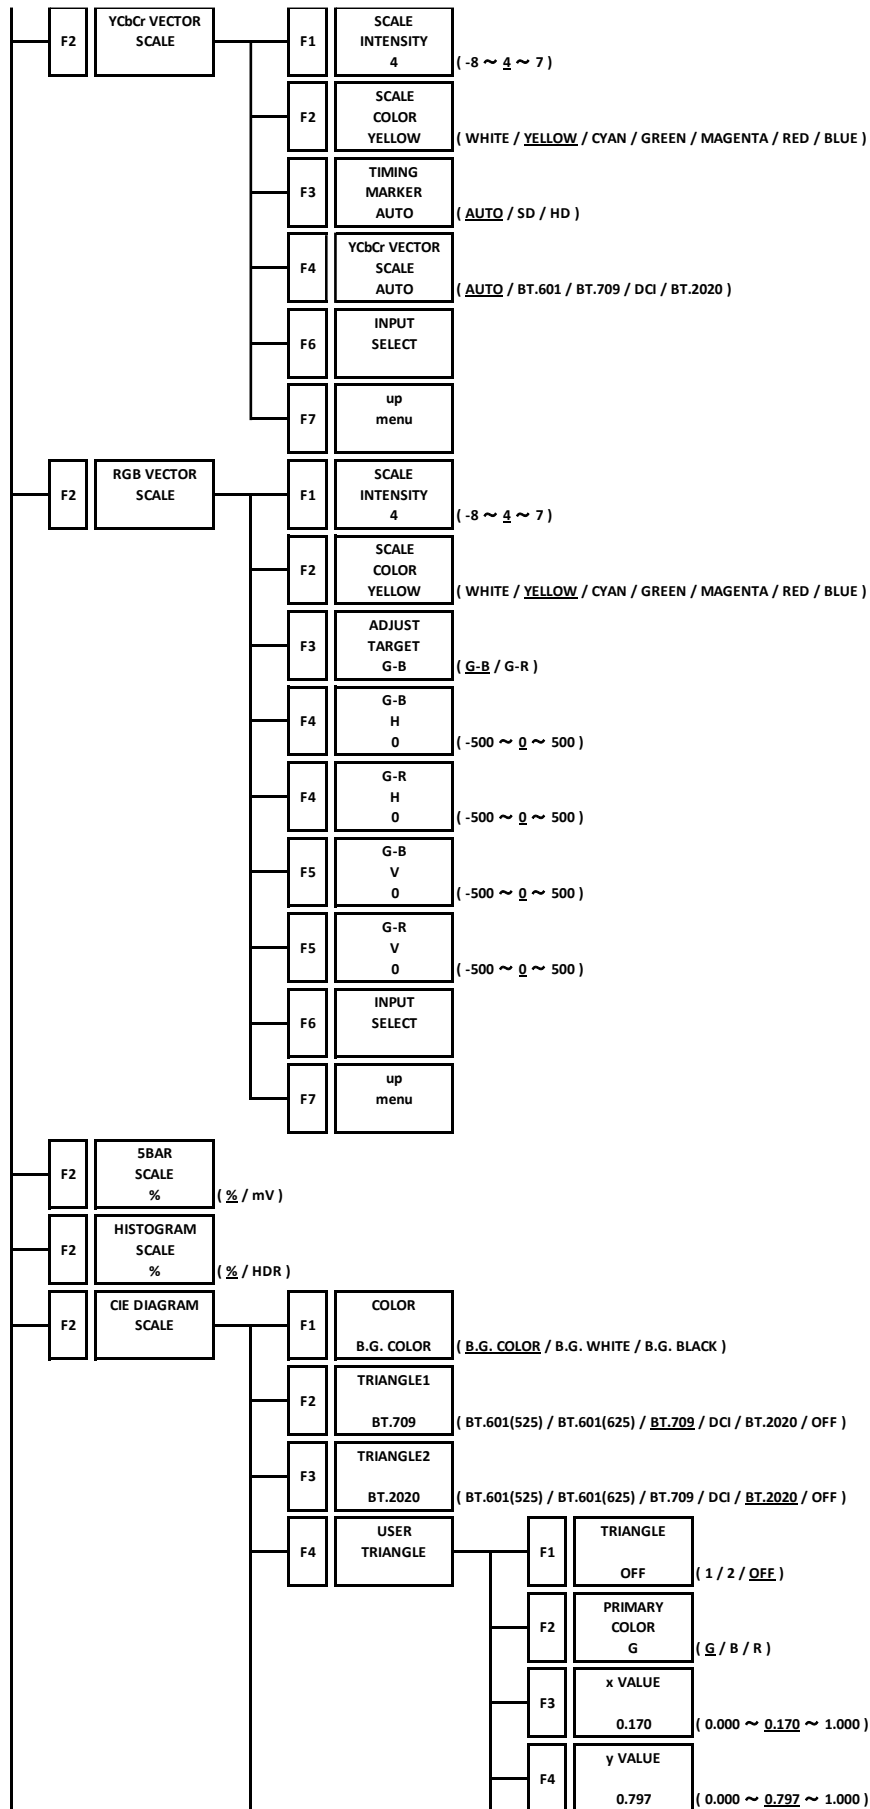 F2
YCbCr VECTOR
SCALE
F1
SCALE
INTENSITY
4
( -8 ～ 4 ～ 7 )
F2
SCALE
COLOR
YELLOW
( WHITE / YELLOW / CYAN / GREEN / MAGENTA / RED / BLUE )
F3
TIMING
MARKER
AUTO
( AUTO / SD / HD )
F4
YCbCr VECTOR
SCALE
AUTO
( AUTO / BT.601 / BT.709 / DCI / BT.2020 )
F6
INPUT
SELECT
F7
up
menu
F2
RGB VECTOR
SCALE
F1
SCALE
INTENSITY
4
( -8 ～ 4 ～ 7 )
F2
SCALE
COLOR
YELLOW
( WHITE / YELLOW / CYAN / GREEN / MAGENTA / RED / BLUE )
F3
ADJUST
TARGET
G-B
( G-B / G-R )
F4
G-B
H
0
( -500 ～ 0 ～ 500 )
F4
G-R
H
0
( -500 ～ 0 ～ 500 )
F5
G-B
V
0
( -500 ～ 0 ～ 500 )
F5
G-R
V
0
( -500 ～ 0 ～ 500 )
F6
INPUT
SELECT
F7
up
menu
F2
5BAR
SCALE
%
( % / mV )
F2
HISTOGRAM
SCALE
%
( % / HDR )
F2
CIE DIAGRAM
SCALE
F1
COLOR
B.G. COLOR
( B.G. COLOR / B.G. WHITE / B.G. BLACK )
F2
TRIANGLE1
BT.709
( BT.601(525) / BT.601(625) / BT.709 / DCI / BT.2020 / OFF )
F3
TRIANGLE2
BT.2020
( BT.601(525) / BT.601(625) / BT.709 / DCI / BT.2020 / OFF )
F4
USER
TRIANGLE
F1
TRIANGLE
OFF
( 1 / 2 / OFF )
F2
PRIMARY
COLOR
G
( G / B / R )
F3
x VALUE
0.170
( 0.000 ～ 0.170 ～ 1.000 )
F4
y VALUE
0.797
( 0.000 ～ 0.797 ～ 1.000 )